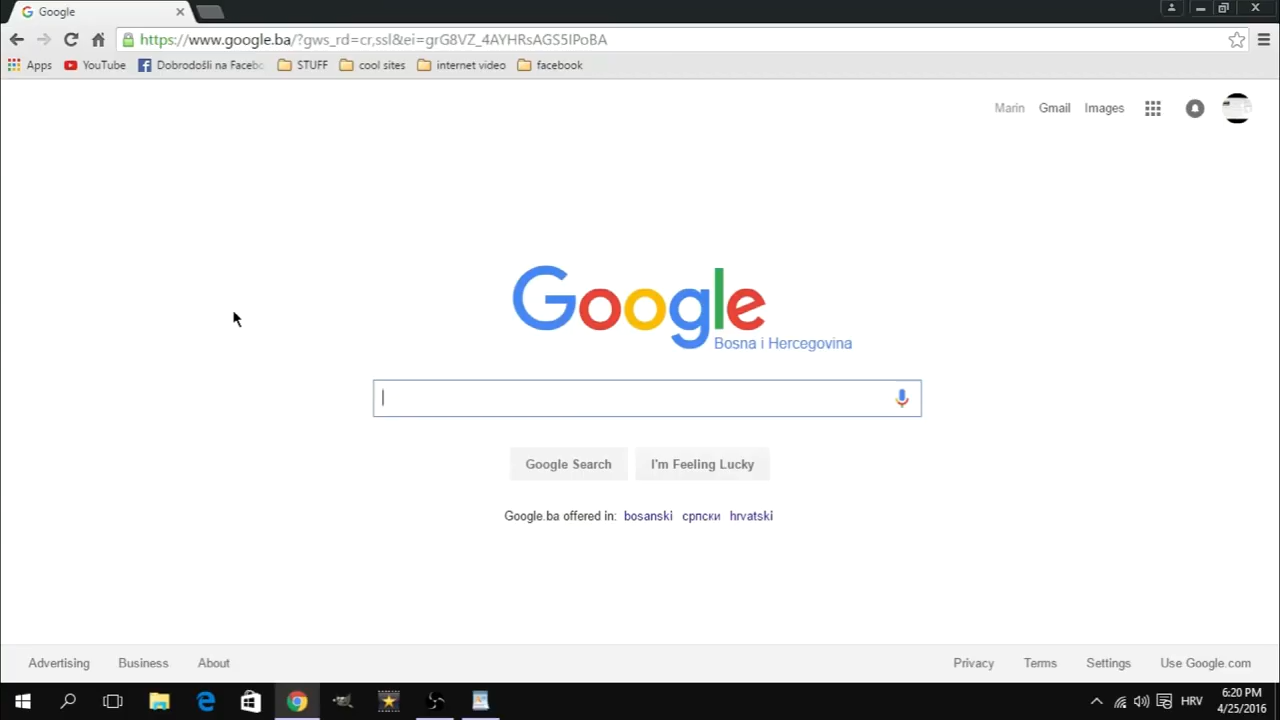 Google
https://www.google.ba/?gws_rd=cr,ssl&ei=grG8VZ_4AYHRsAGS5IPoBA
Apps YouTube Dobrodošli na Facebo STUFF cool sites internet video facebook
Marin Gmail Images
Google
Bosna i Hercegovina
Google Search I'm Feeling Lucky
Google.ba offered in: bosanski српски hrvatski
Advertising Business About Privacy Terms Settings Use Google.com
HRV 6:20 PM
4/25/2016